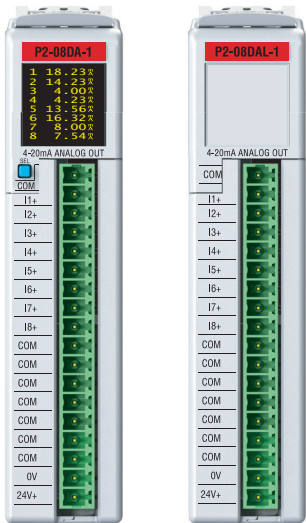 P2-08DA-1
1 18.23
2 14.23
3 4.00
4 4.23
5 13.56
6 16.32
7 8.00
8 7.54
4-20mA ANALOG OUT
SEL
COM
I1+
I2+
I3+
I4+
I5+
I6+
I7+
I8+
COM
COM
COM
COM
COM
COM
COM
0V
24V+
P2-08DAL-1
4-20mA ANALOG OUT
COM
I1+
I2+
I3+
I4+
I5+
I6+
I7+
I8+
COM
COM
COM
COM
COM
COM
COM
0V
24V+